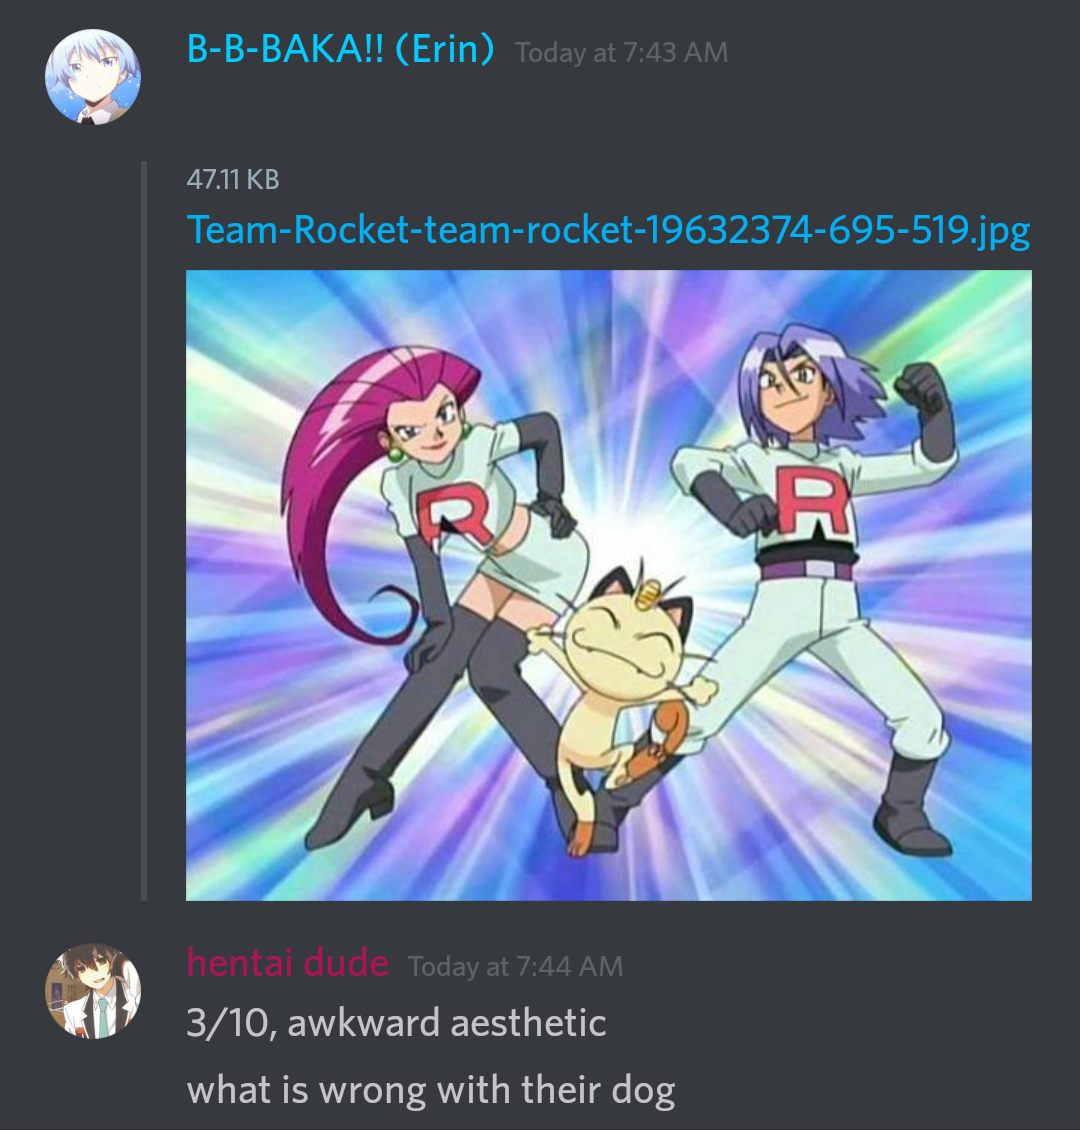 B-B-BAKA!! (Erin) Today at 7:43 AM
47.11 KB
Team-Rocket-team-rocket-19632374-695-519.jpg
R R
hentai dude Today at 7:44 AM
3/10, awkward aesthetic
what is wrong with their dog